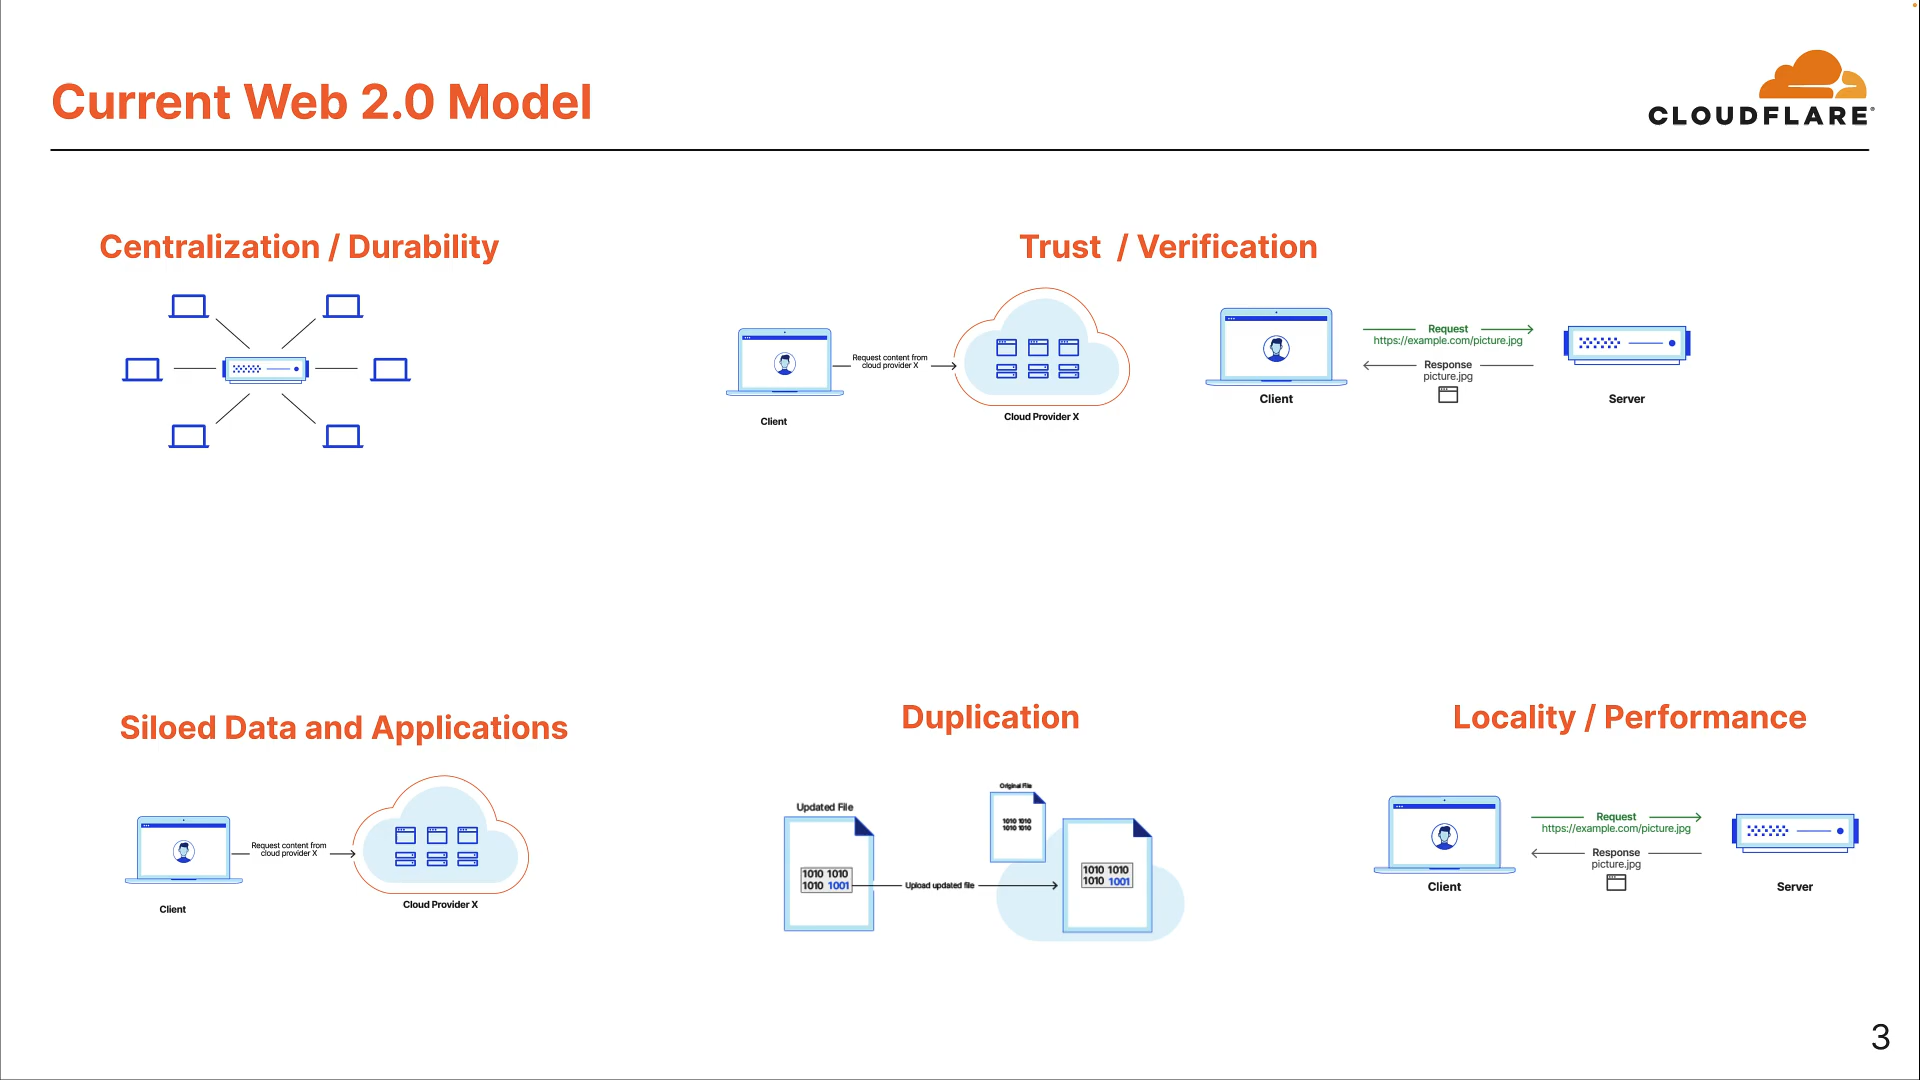 Current Web 2.0 Model
CLOUDFLARE
Centralization / Durability
Trust / Verification
Request content from
cloud provider X
Client
Cloud Provider X
Request
https://example.com/picture.jpg
Response
picture.jpg
Client
Server
Siloed Data and Applications
Request content from
cloud provider X
Client
Cloud Provider X
Duplication
Updated File
1010 1010
1010 1001
Upload updated file
Original File
1010 1010
1010 1010
1010 1010
1010 1001
Locality / Performance
Request
https://example.com/picture.jpg
Response
picture.jpg
Client
Server
3